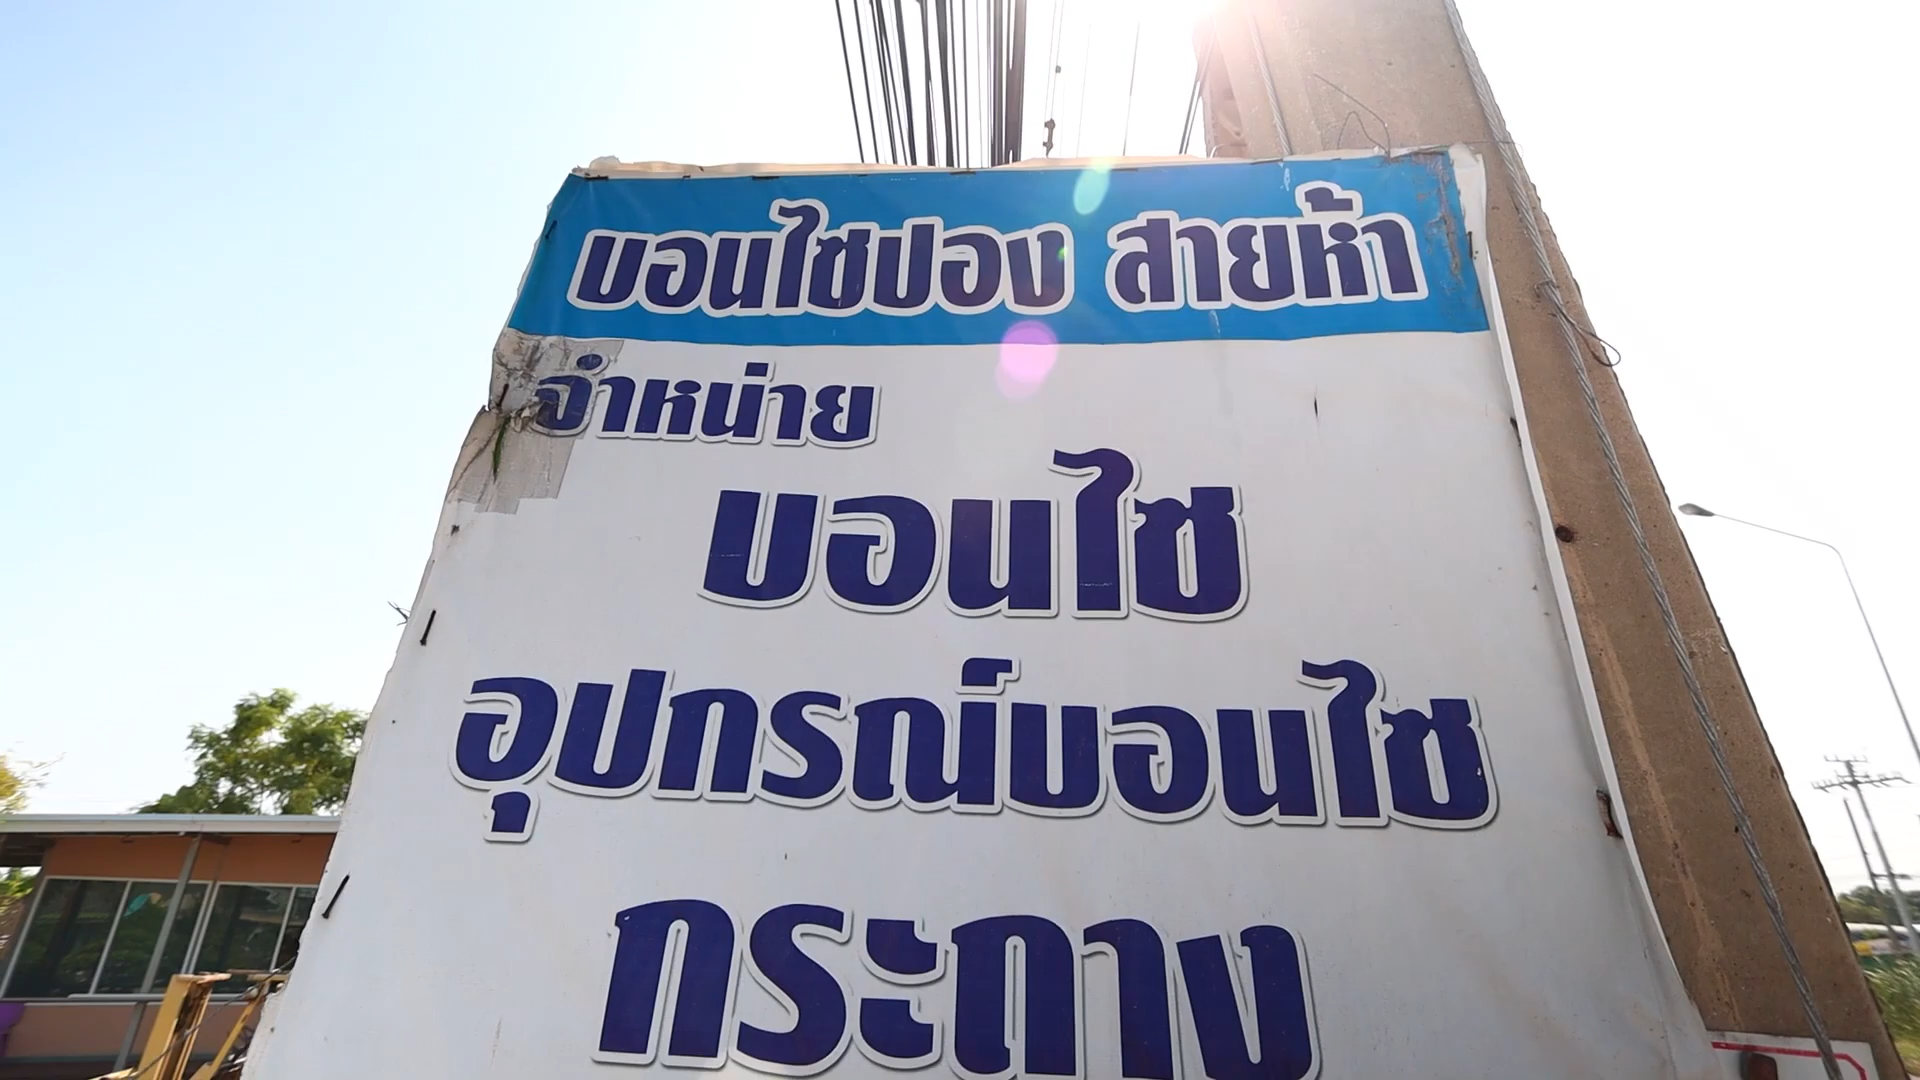 บอนไซปอง สายห้า
จำหน่าย
บอนไซ
อุปกรณ์บอนไซ
กระถาง